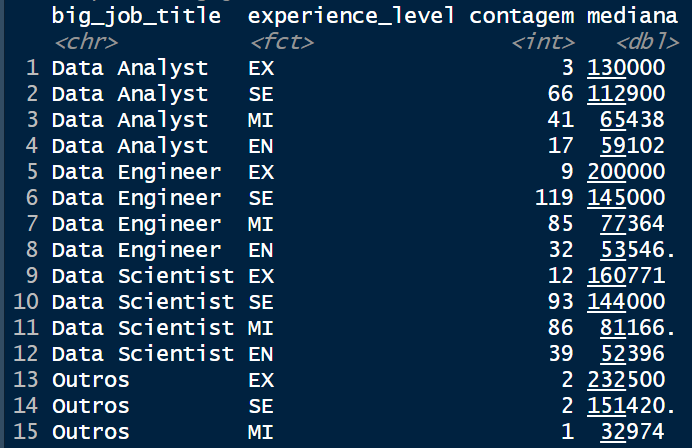 big_job_title experience_level contagem mediana
<chr> <fct> <int> <dbl>
1 Data Analyst EX 3 130000
2 Data Analyst SE 66 112900
3 Data Analyst MI 41 65438
4 Data Analyst EN 17 59102
5 Data Engineer EX 9 200000
6 Data Engineer SE 119 145000
7 Data Engineer MI 85 77364
8 Data Engineer EN 32 53546.
9 Data Scientist EX 12 160771
10 Data Scientist SE 93 144000
11 Data Scientist MI 86 81166.
12 Data Scientist EN 39 52396
13 Outros EX 2 232500
14 Outros SE 2 151420.
15 Outros MI 1 32974